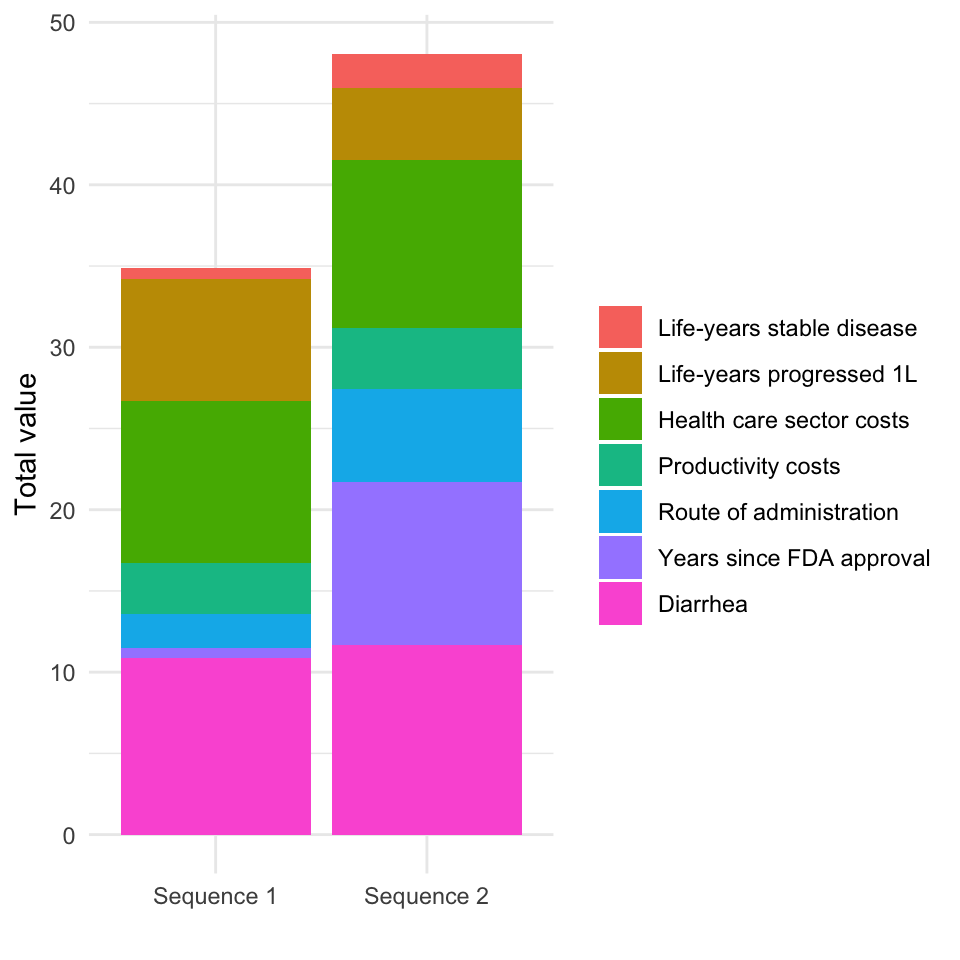 50
40
30
20
10
0
Total value
Sequence 1
Sequence 2
Life-years stable disease
Life-years progressed 1L
Health care sector costs
Productivity costs
Route of administration
Years since FDA approval
Diarrhea